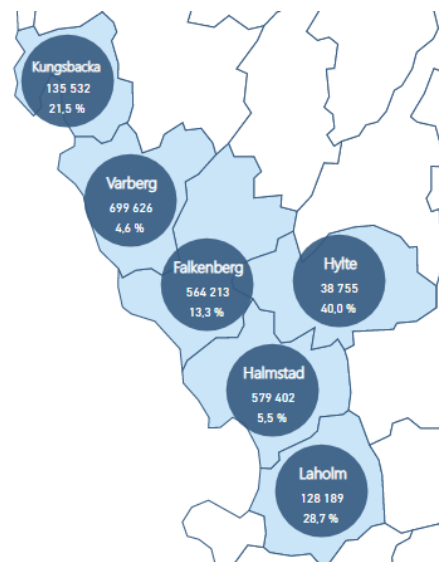 Kungsbacka
135 532
21,5 %
Varberg
699 626
4,6 %
Falkenberg
564 213
13,3 %
Hylte
38 755
40,0 %
Halmstad
579 402
5,5 %
Laholm
128 189
28,7 %